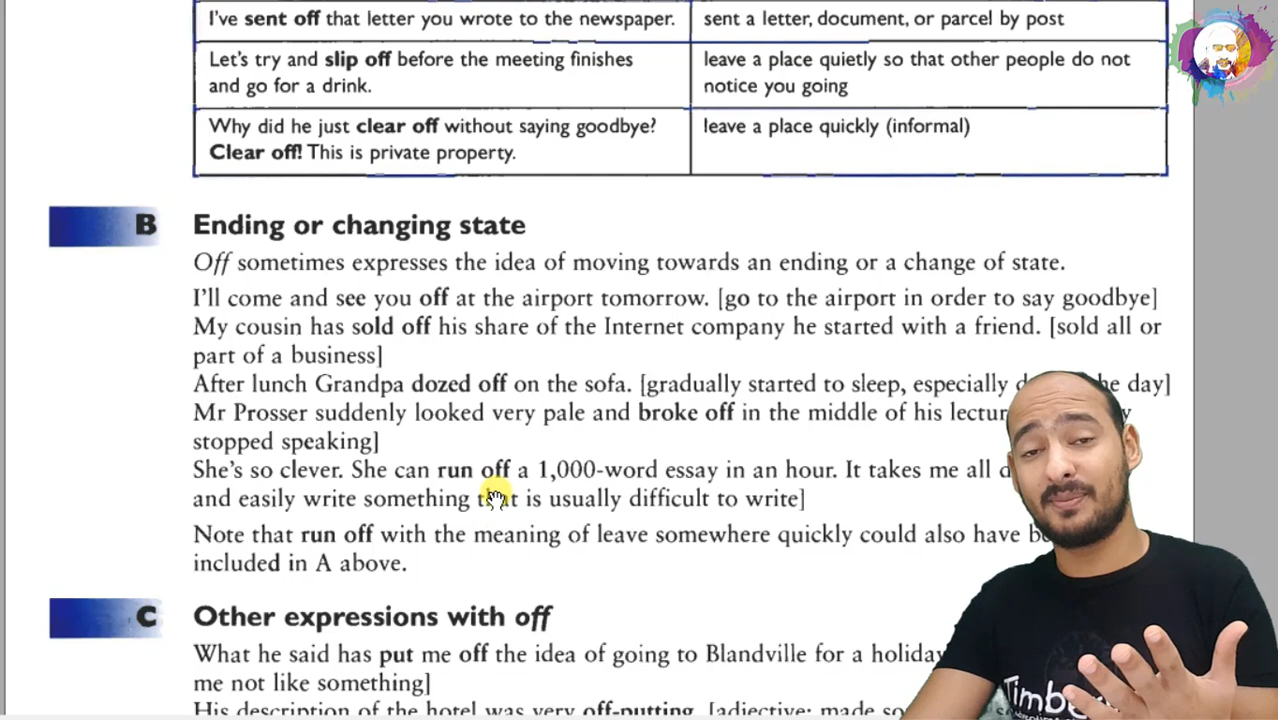 I've sent off that letter you wrote to the newspaper. sent a letter, document, or parcel by post
Let's try and slip off before the meeting finishes
and go for a drink.
leave a place quietly so that other people do not
notice you going
Why did he just clear off without saying goodbye?
Clear off! This is private property.
leave a place quickly (informal)
B Ending or changing state
Off sometimes expresses the idea of moving towards an ending or a change of state.
I'll come and see you off at the airport tomorrow. [go to the airport in order to say goodbye]
My cousin has sold off his share of the Internet company he started with a friend. [sold all or
part of a business]
After lunch Grandpa dozed off on the sofa. [gradually started to sleep, especially day]
Mr Prosser suddenly looked very pale and broke off in the middle of his
stopped speaking]
She's so clever. She can run off a 1,000-word essay in an hour. It takes me all
and easily write something that is usually difficult to write]
Note that run off with the meaning of leave somewhere quickly could also have
included in A above.
C Other expressions with off
What he said has put me off the idea of going to Blandville for a
me not like something]
His description of the hotel was very off-putting. [adjective: made
Timbe